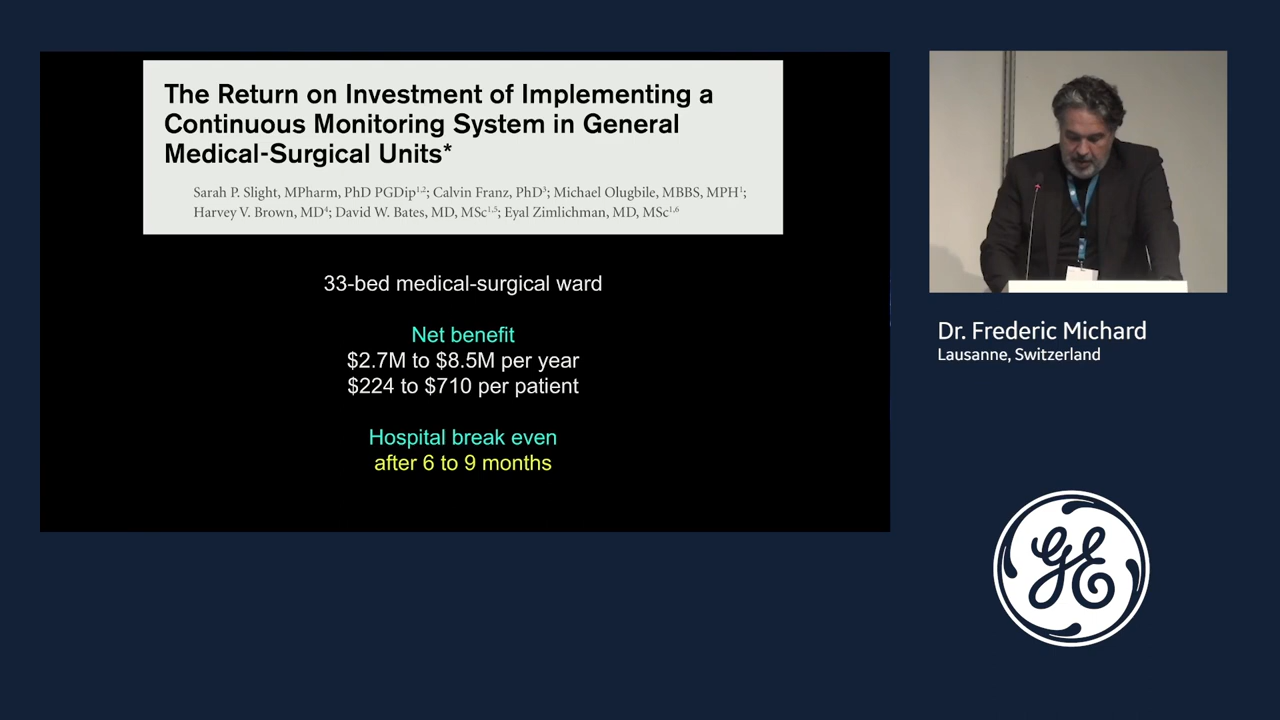 The Return on Investment of Implementing a
Continuous Monitoring System in General
Medical-Surgical Units*
Sarah P. Slight, MPharm, PhD PGDip1,2; Calvin Franz, PhD3; Michael Olugbile, MBBS, MPH1;
Harvey V. Brown, MD4; David W. Bates, MD, MSc1,5; Eyal Zimlichman, MD, MSc1,6
33-bed medical-surgical ward
Net benefit
$2.7M to $8.5M per year
$224 to $710 per patient
Hospital break even
after 6 to 9 months
Dr. Frederic Michard
Lausanne, Switzerland
GE